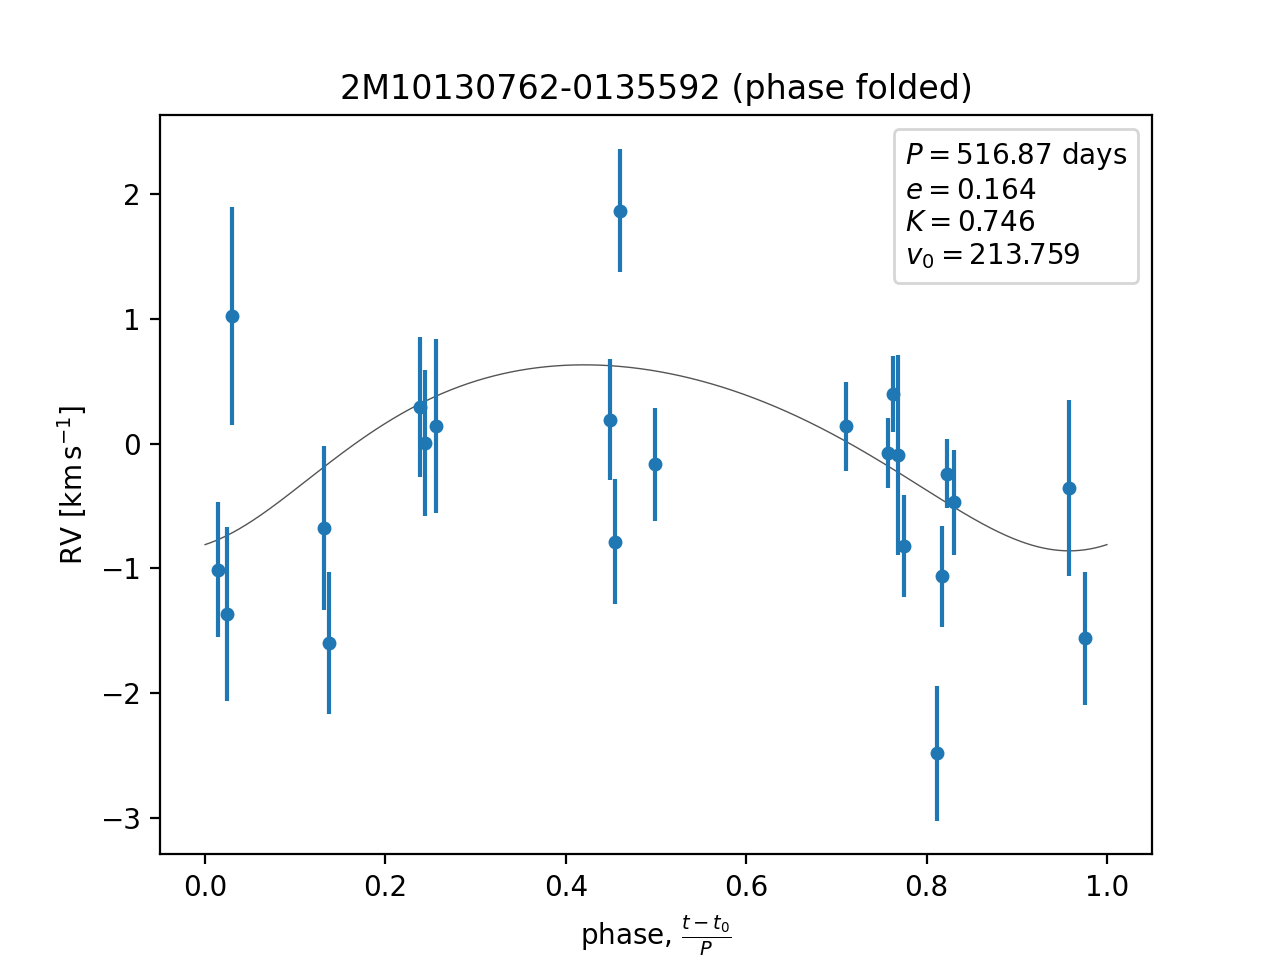 2M10130762-0135592 (phase folded)
P = 516.87 days
e = 0.164
K = 0.746
v₀ = 213.759
2
1
0
−1
−2
−3
RV [km s⁻¹]
0.0 0.2 0.4 0.6 0.8 1.0
phase, (t − t₀)/P